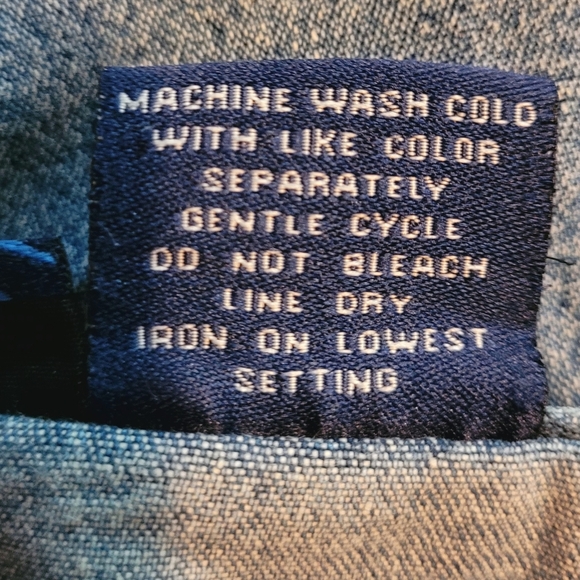 MACHINE WASH COLD
WITH LIKE COLOR
SEPARATELY
GENTLE CYCLE
DO NOT BLEACH
LINE DRY
IRON ON LOWEST
SETTING